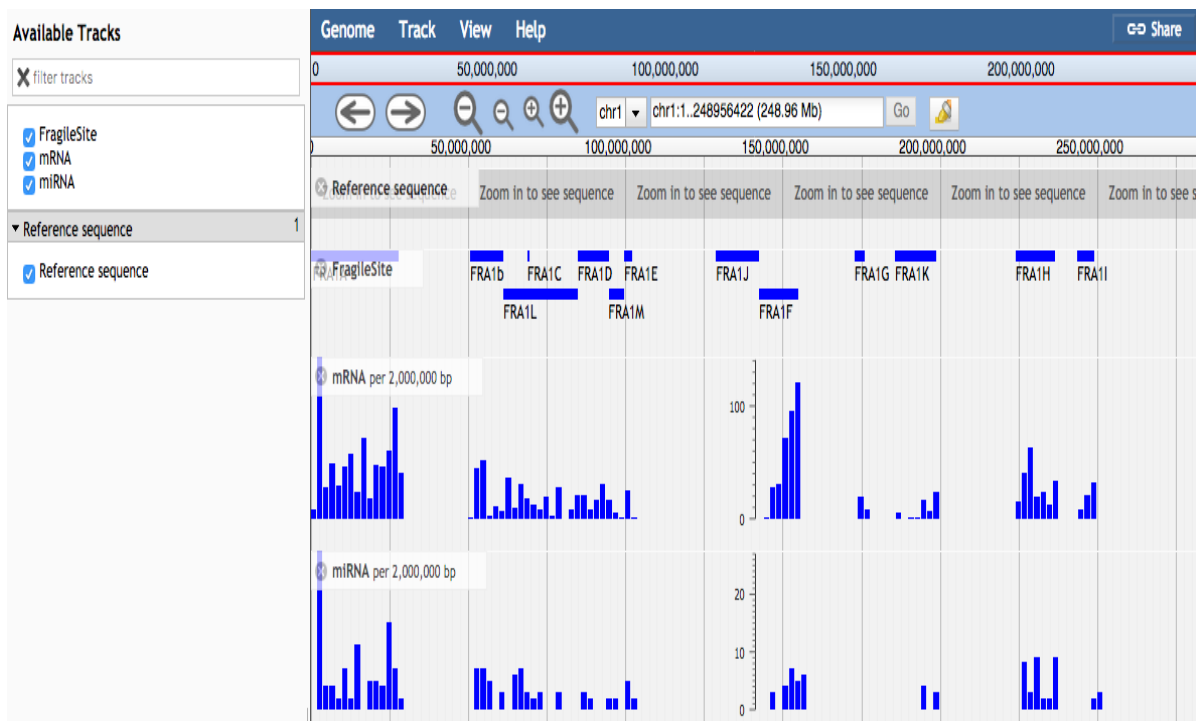 Available Tracks
filter tracks
FragileSite
mRNA
miRNA
Reference sequence 1
Reference sequence
Genome Track View Help Share
0 50,000,000 100,000,000 150,000,000 200,000,000
chr1 chr1:1..248956422 (248.96 Mb) Go
50,000,000 100,000,000 150,000,000 200,000,000 250,000,000
Reference sequence Zoom in to see sequence Zoom in to see sequence Zoom in to see sequence Zoom in to see sequence Zoom in to see s
FragileSite FRA1b FRA1C FRA1D FRA1E FRA1J FRA1G FRA1K FRA1H FRA1I
FRA1L FRA1M FRA1F
mRNA per 2,000,000 bp
100
0
miRNA per 2,000,000 bp
20
10
0